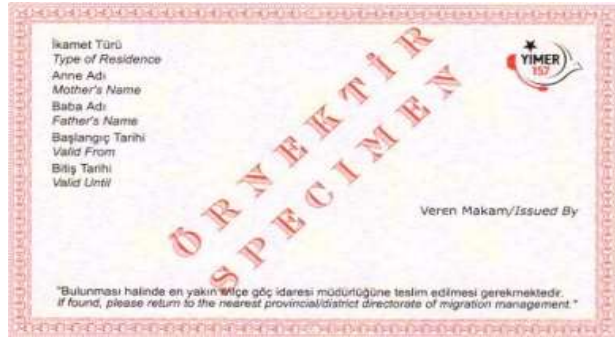 İkamet Türü
Type of Residence
Anne Adı
Mother's Name
Baba Adı
Father's Name
Başlangıç Tarihi
Valid From
Bitiş Tarihi
Valid Until
YİMER
157
ÖRNEKTİR
SPECIMEN
Veren Makam/Issued By
"Bulunması halinde en yakın il/ilçe göç idaresi müdürlüğüne teslim edilmesi gerekmektedir.
If found, please return to the nearest provincial/district directorate of migration management."